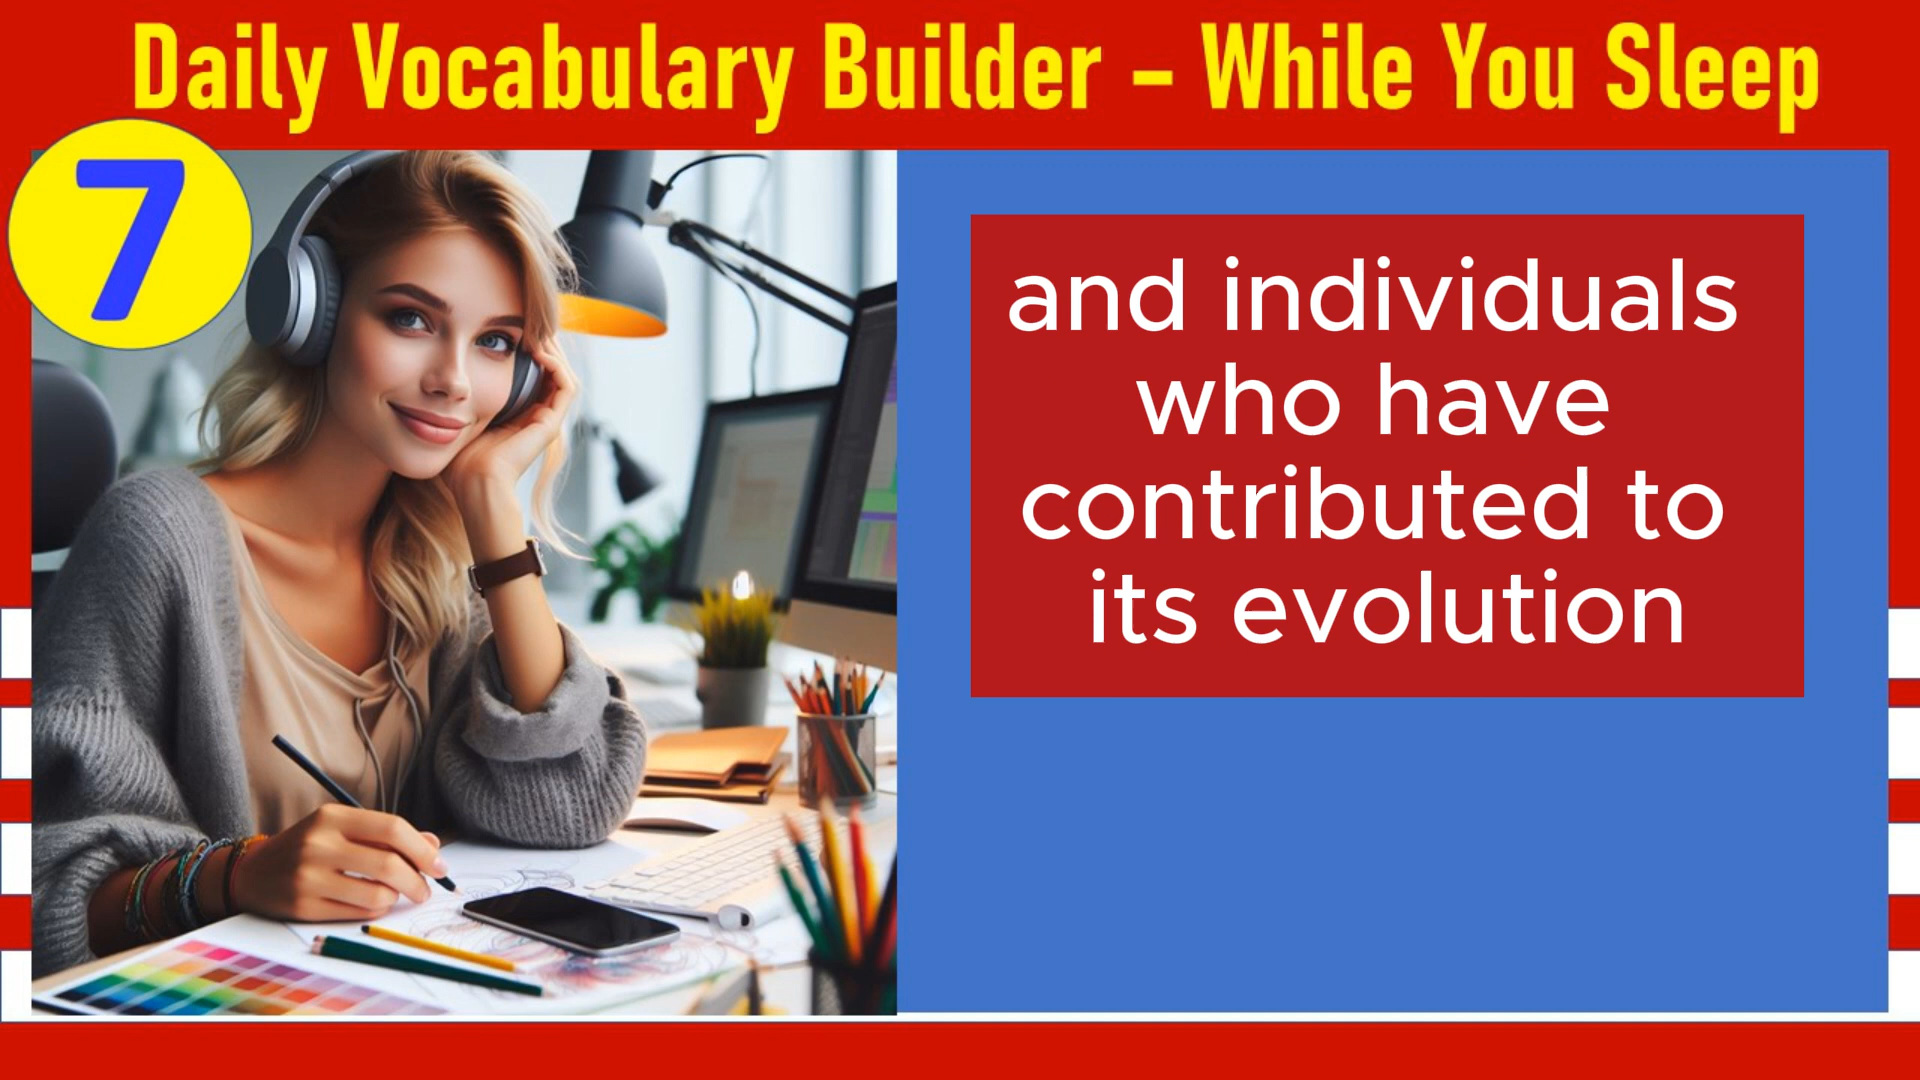 Daily Vocabulary Builder – While You Sleep
7
and individuals
who have
contributed to
its evolution